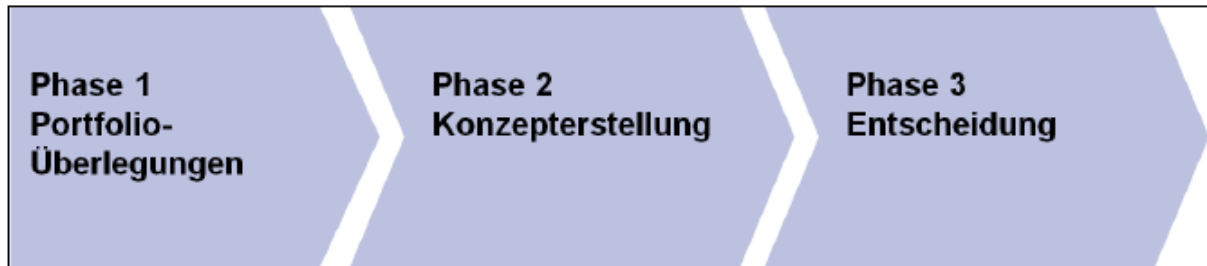 Phase 1
Portfolio-
Überlegungen
Phase 2
Konzepterstellung
Phase 3
Entscheidung